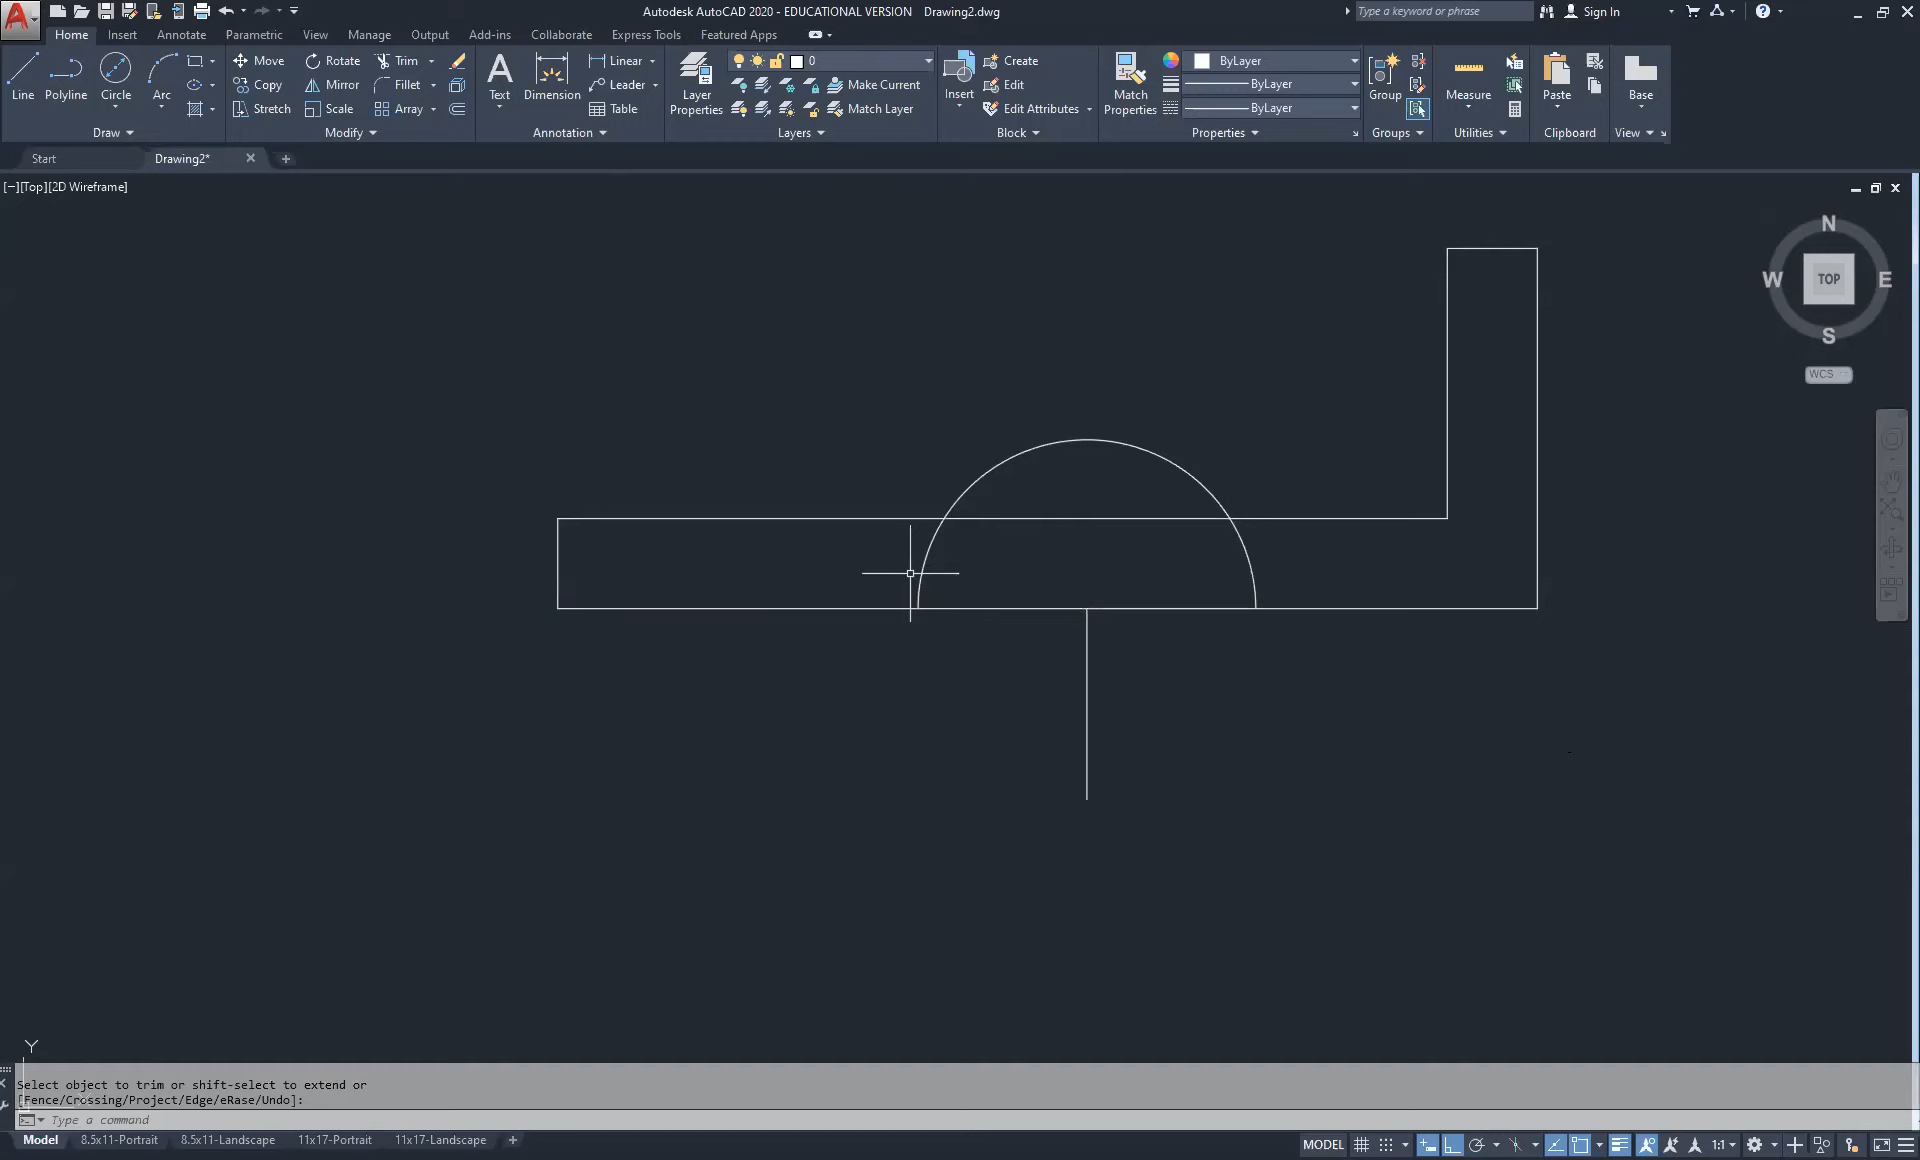 Autodesk AutoCAD 2020 - EDUCATIONAL VERSION Drawing2.dwg
Type a keyword or phrase
Sign In
Home Insert Annotate Parametric View Manage Output Add-ins Collaborate Express Tools Featured Apps
Line Polyline Circle Arc
Draw
Move Rotate Trim
Copy Mirror Fillet
Stretch Scale Array
Modify
Text Dimension
Linear
Leader
Table
Annotation
Layer Properties
0
Make Current
Match Layer
Layers
Insert
Create
Edit
Edit Attributes
Block
Match Properties
ByLayer
ByLayer
ByLayer
Properties
Group
Groups
Measure
Utilities
Paste
Clipboard
Base
View
Start Drawing2*
[−][Top][2D Wireframe]
N
W TOP E
S
WCS
Y
Select object to trim or shift-select to extend or
[Fence/Crossing/Project/Edge/eRase/Undo]:
Type a command
Model 8.5x11-Portrait 8.5x11-Landscape 11x17-Portrait 11x17-Landscape
MODEL 1:1